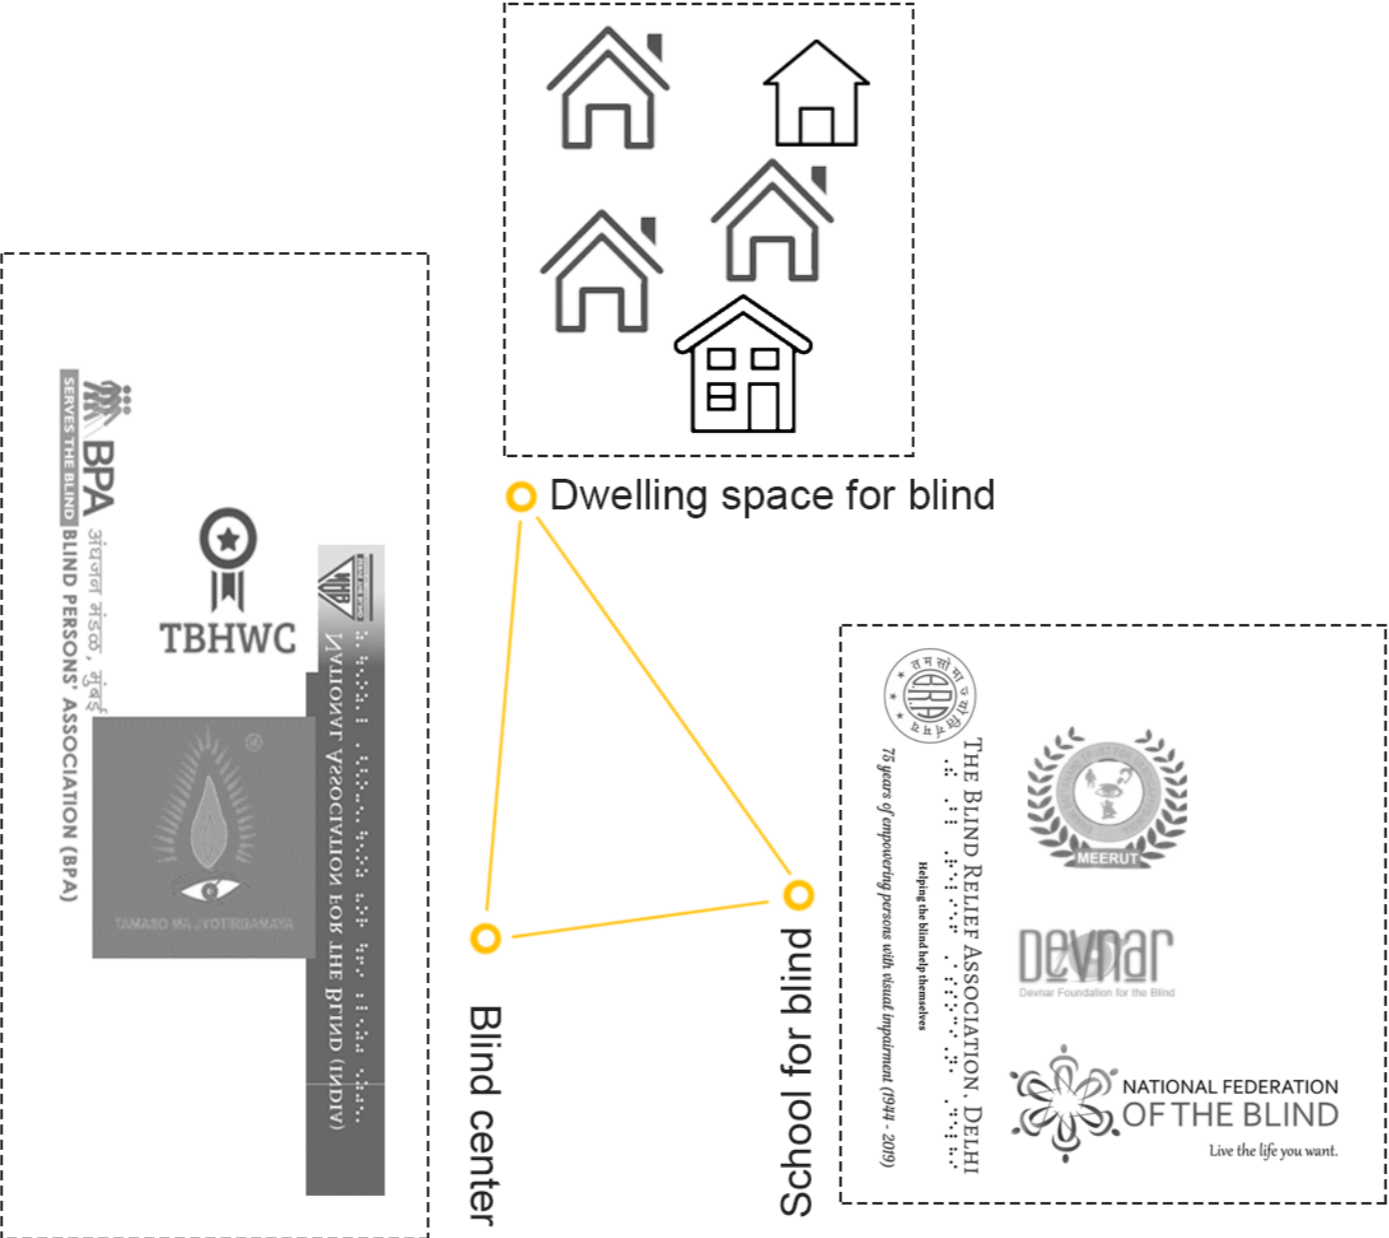 Dwelling space for blind
SERVES THE BLIND
BPA
अंधजन मंडळ, मुंबई
BLIND PERSONS' ASSOCIATION (BPA)
TBHWC
NAB
NATIONAL ASSOCIATION FOR THE BLIND (INDIA)
TAMASO MA JYOTIRGAMAYA
Blind center
School for blind
तमसो मा ज्योतिर्गमय
B.R.A
THE BLIND RELIEF ASSOCIATION, DELHI
Helping the blind help themselves
75 years of empowering persons with visual impairment (1944 - 2019)
MEERUT
DevNar
Devnar Foundation for the Blind
NATIONAL FEDERATION
OF THE BLIND
Live the life you want.